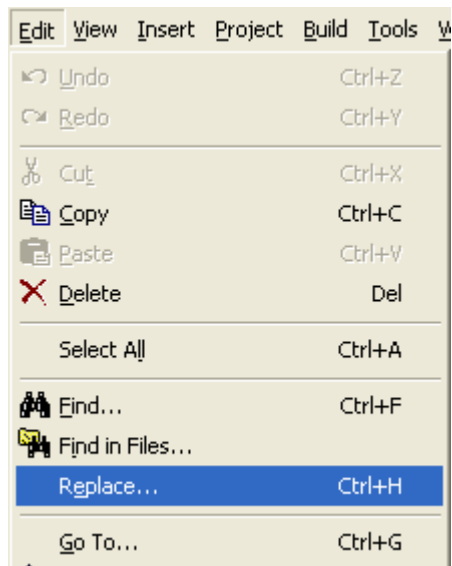 Edit View Insert Project Build Tools
Undo Ctrl+Z
Redo Ctrl+Y
Cut Ctrl+X
Copy Ctrl+C
Paste Ctrl+V
Delete Del
Select All Ctrl+A
Find... Ctrl+F
Find in Files...
Replace... Ctrl+H
Go To... Ctrl+G